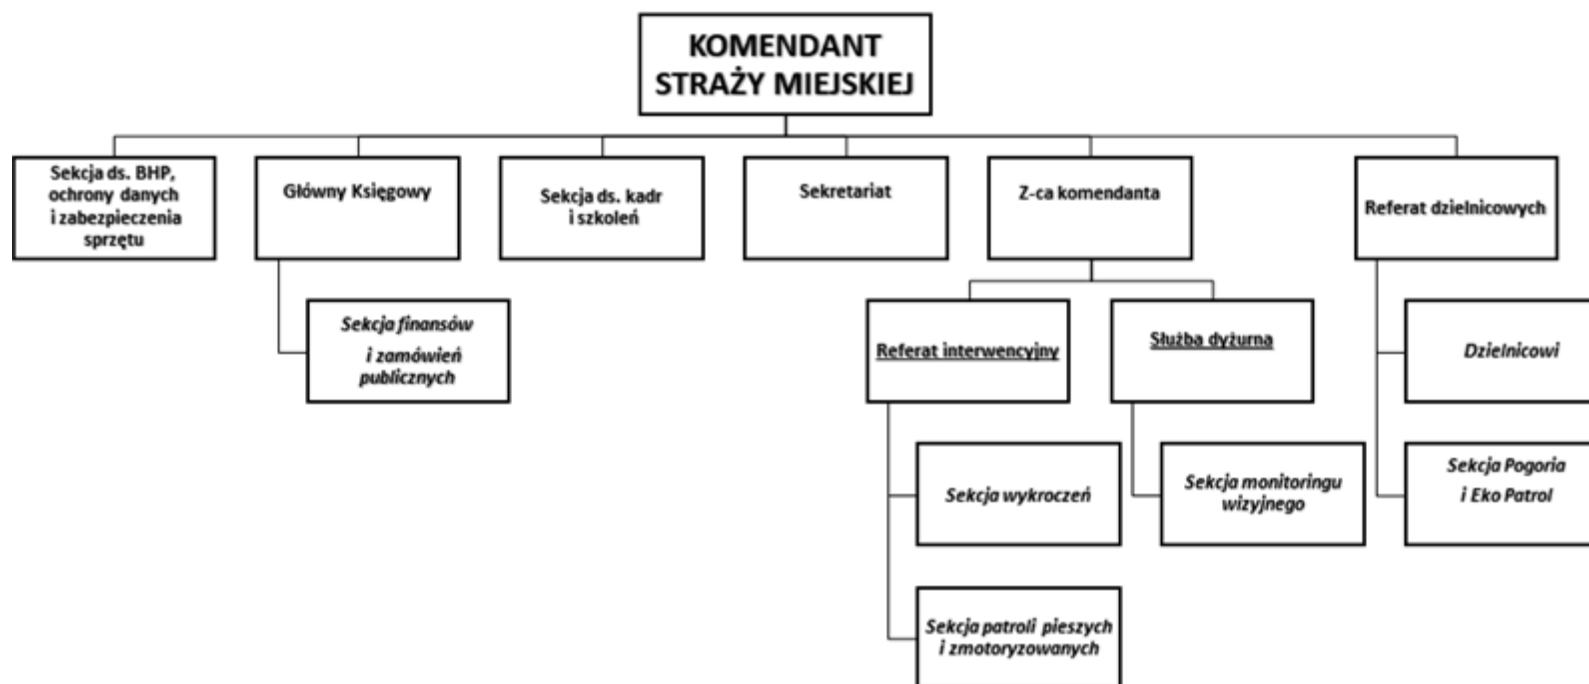 KOMENDANT
STRAŻY MIEJSKIEJ
Sekcja ds. BHP,
ochrony danych
i zabezpieczenia
sprzętu
Główny Księgowy
Sekcja ds. kadr
i szkoleń
Sekretariat
Z-ca komendanta
Referat dzielnicowych
Sekcja finansów
i zamówień
publicznych
Referat interwencyjny
Służba dyżurna
Dzielnicowi
Sekcja wykroczeń
Sekcja monitoringu
wizyjnego
Sekcja Pogoria
i Eko Patrol
Sekcja patroli pieszych
i zmotoryzowanych